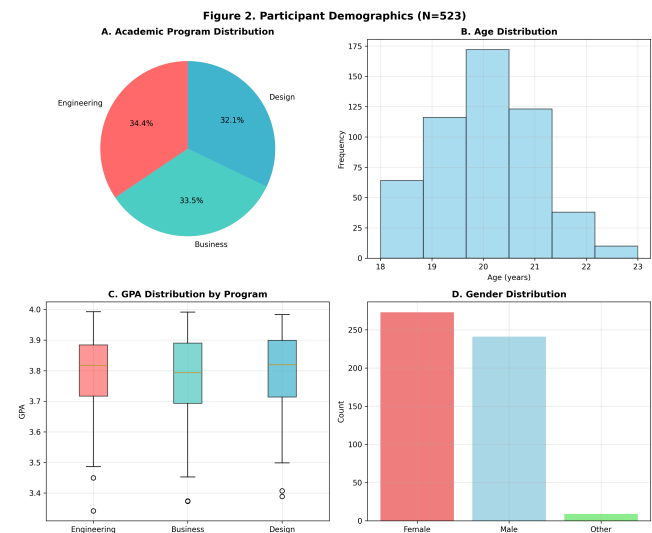 Figure 2. Participant Demographics (N=523)
A. Academic Program Distribution
Engineering
34.4%
Design
32.1%
33.5%
Business
B. Age Distribution
Frequency
175
150
125
100
75
50
25
0
18 19 20 21 22 23
Age (years)
C. GPA Distribution by Program
GPA
4.0
3.9
3.8
3.7
3.6
3.5
3.4
Engineering Business Design
D. Gender Distribution
Count
250
200
150
100
50
0
Female Male Other